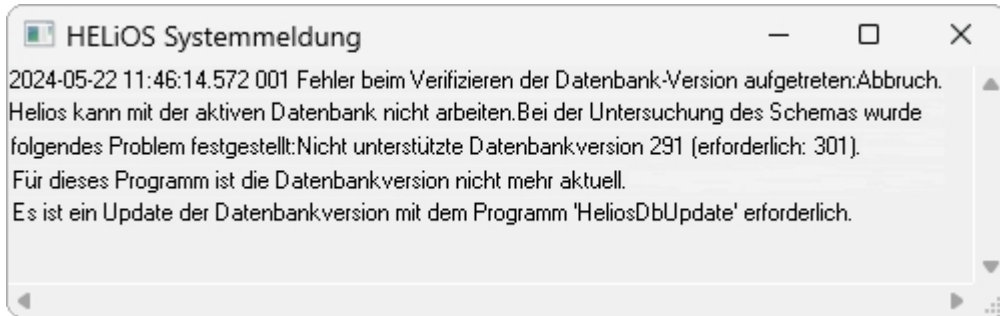 HELiOS Systemmeldung
2024-05-22 11:46:14.572 001 Fehler beim Verifizieren der Datenbank-Version aufgetreten:Abbruch.
Helios kann mit der aktiven Datenbank nicht arbeiten.Bei der Untersuchung des Schemas wurde
folgendes Problem festgestellt:Nicht unterstützte Datenbankversion 291 (erforderlich: 301).
Für dieses Programm ist die Datenbankversion nicht mehr aktuell.
Es ist ein Update der Datenbankversion mit dem Programm 'HeliosDbUpdate' erforderlich.